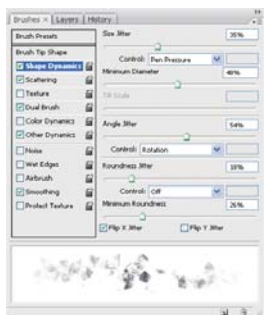 Brushes × Layers History
Brush Presets
Brush Tip Shape
Shape Dynamics
Scattering
Texture
Dual Brush
Color Dynamics
Other Dynamics
Noise
Wet Edges
Airbrush
Smoothing
Protect Texture
Size Jitter 35%
Control: Pen Pressure
Minimum Diameter 48%
Tilt Scale
Angle Jitter 54%
Control: Rotation
Roundness Jitter 18%
Control: Off
Minimum Roundness 26%
Flip X Jitter Flip Y Jitter